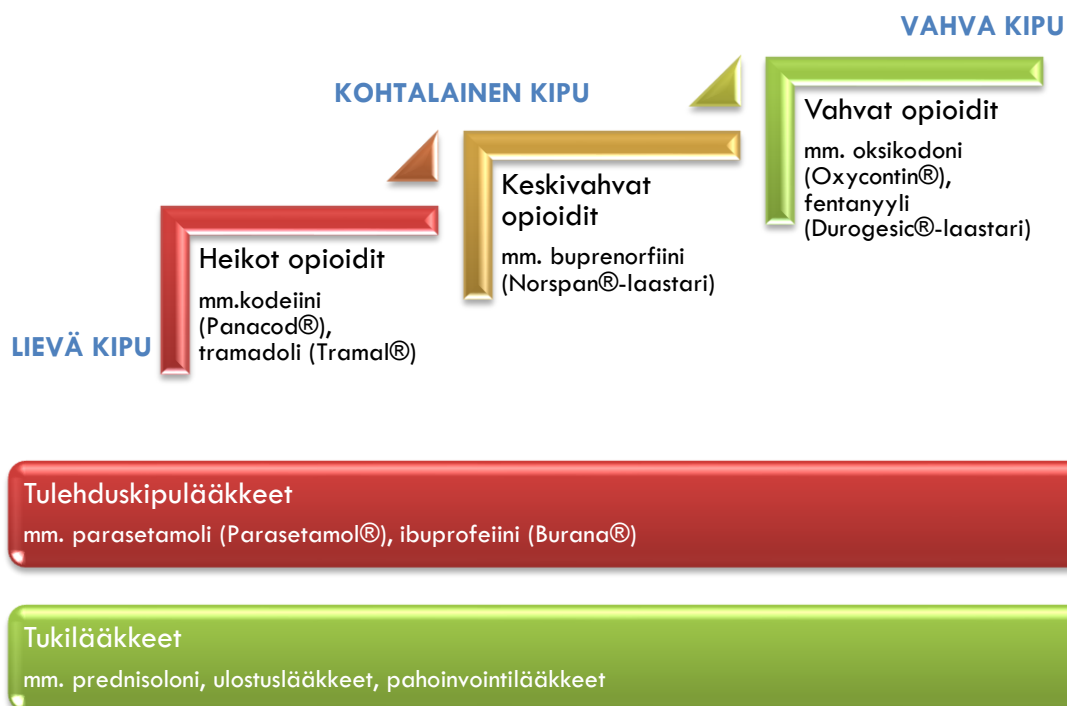 VAHVA KIPU
KOHTALAINEN KIPU
LIEVÄ KIPU
Vahvat opioidit
mm. oksikodoni
(Oxycontin®),
fentanyyli
(Durogesic®-laastari)
Keskivahvat
opioidit
mm. buprenorfiini
(Norspan®-laastari)
Heikot opioidit
mm.kodeiini
(Panacod®),
tramadoli (Tramal®)
Tulehduskipulääkkeet
mm. parasetamoli (Parasetamol®), ibuprofeiini (Burana®)
Tukilääkkeet
mm. prednisoloni, ulostuslääkkeet, pahoinvointilääkkeet